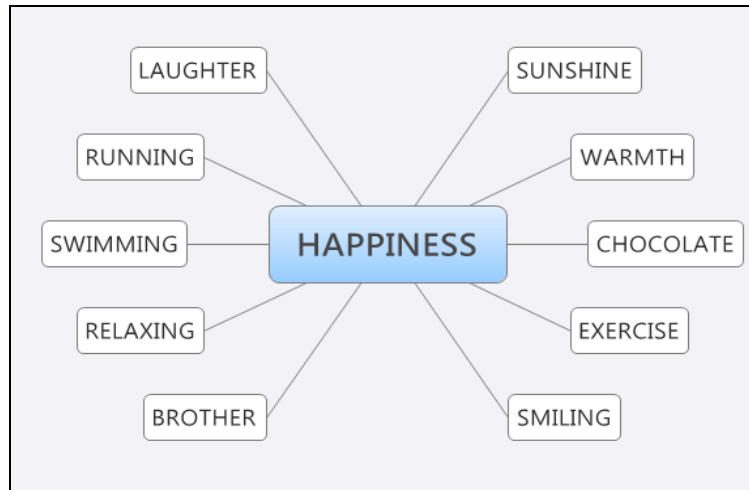 LAUGHTER
SUNSHINE
RUNNING
WARMTH
SWIMMING
HAPPINESS
CHOCOLATE
RELAXING
EXERCISE
BROTHER
SMILING